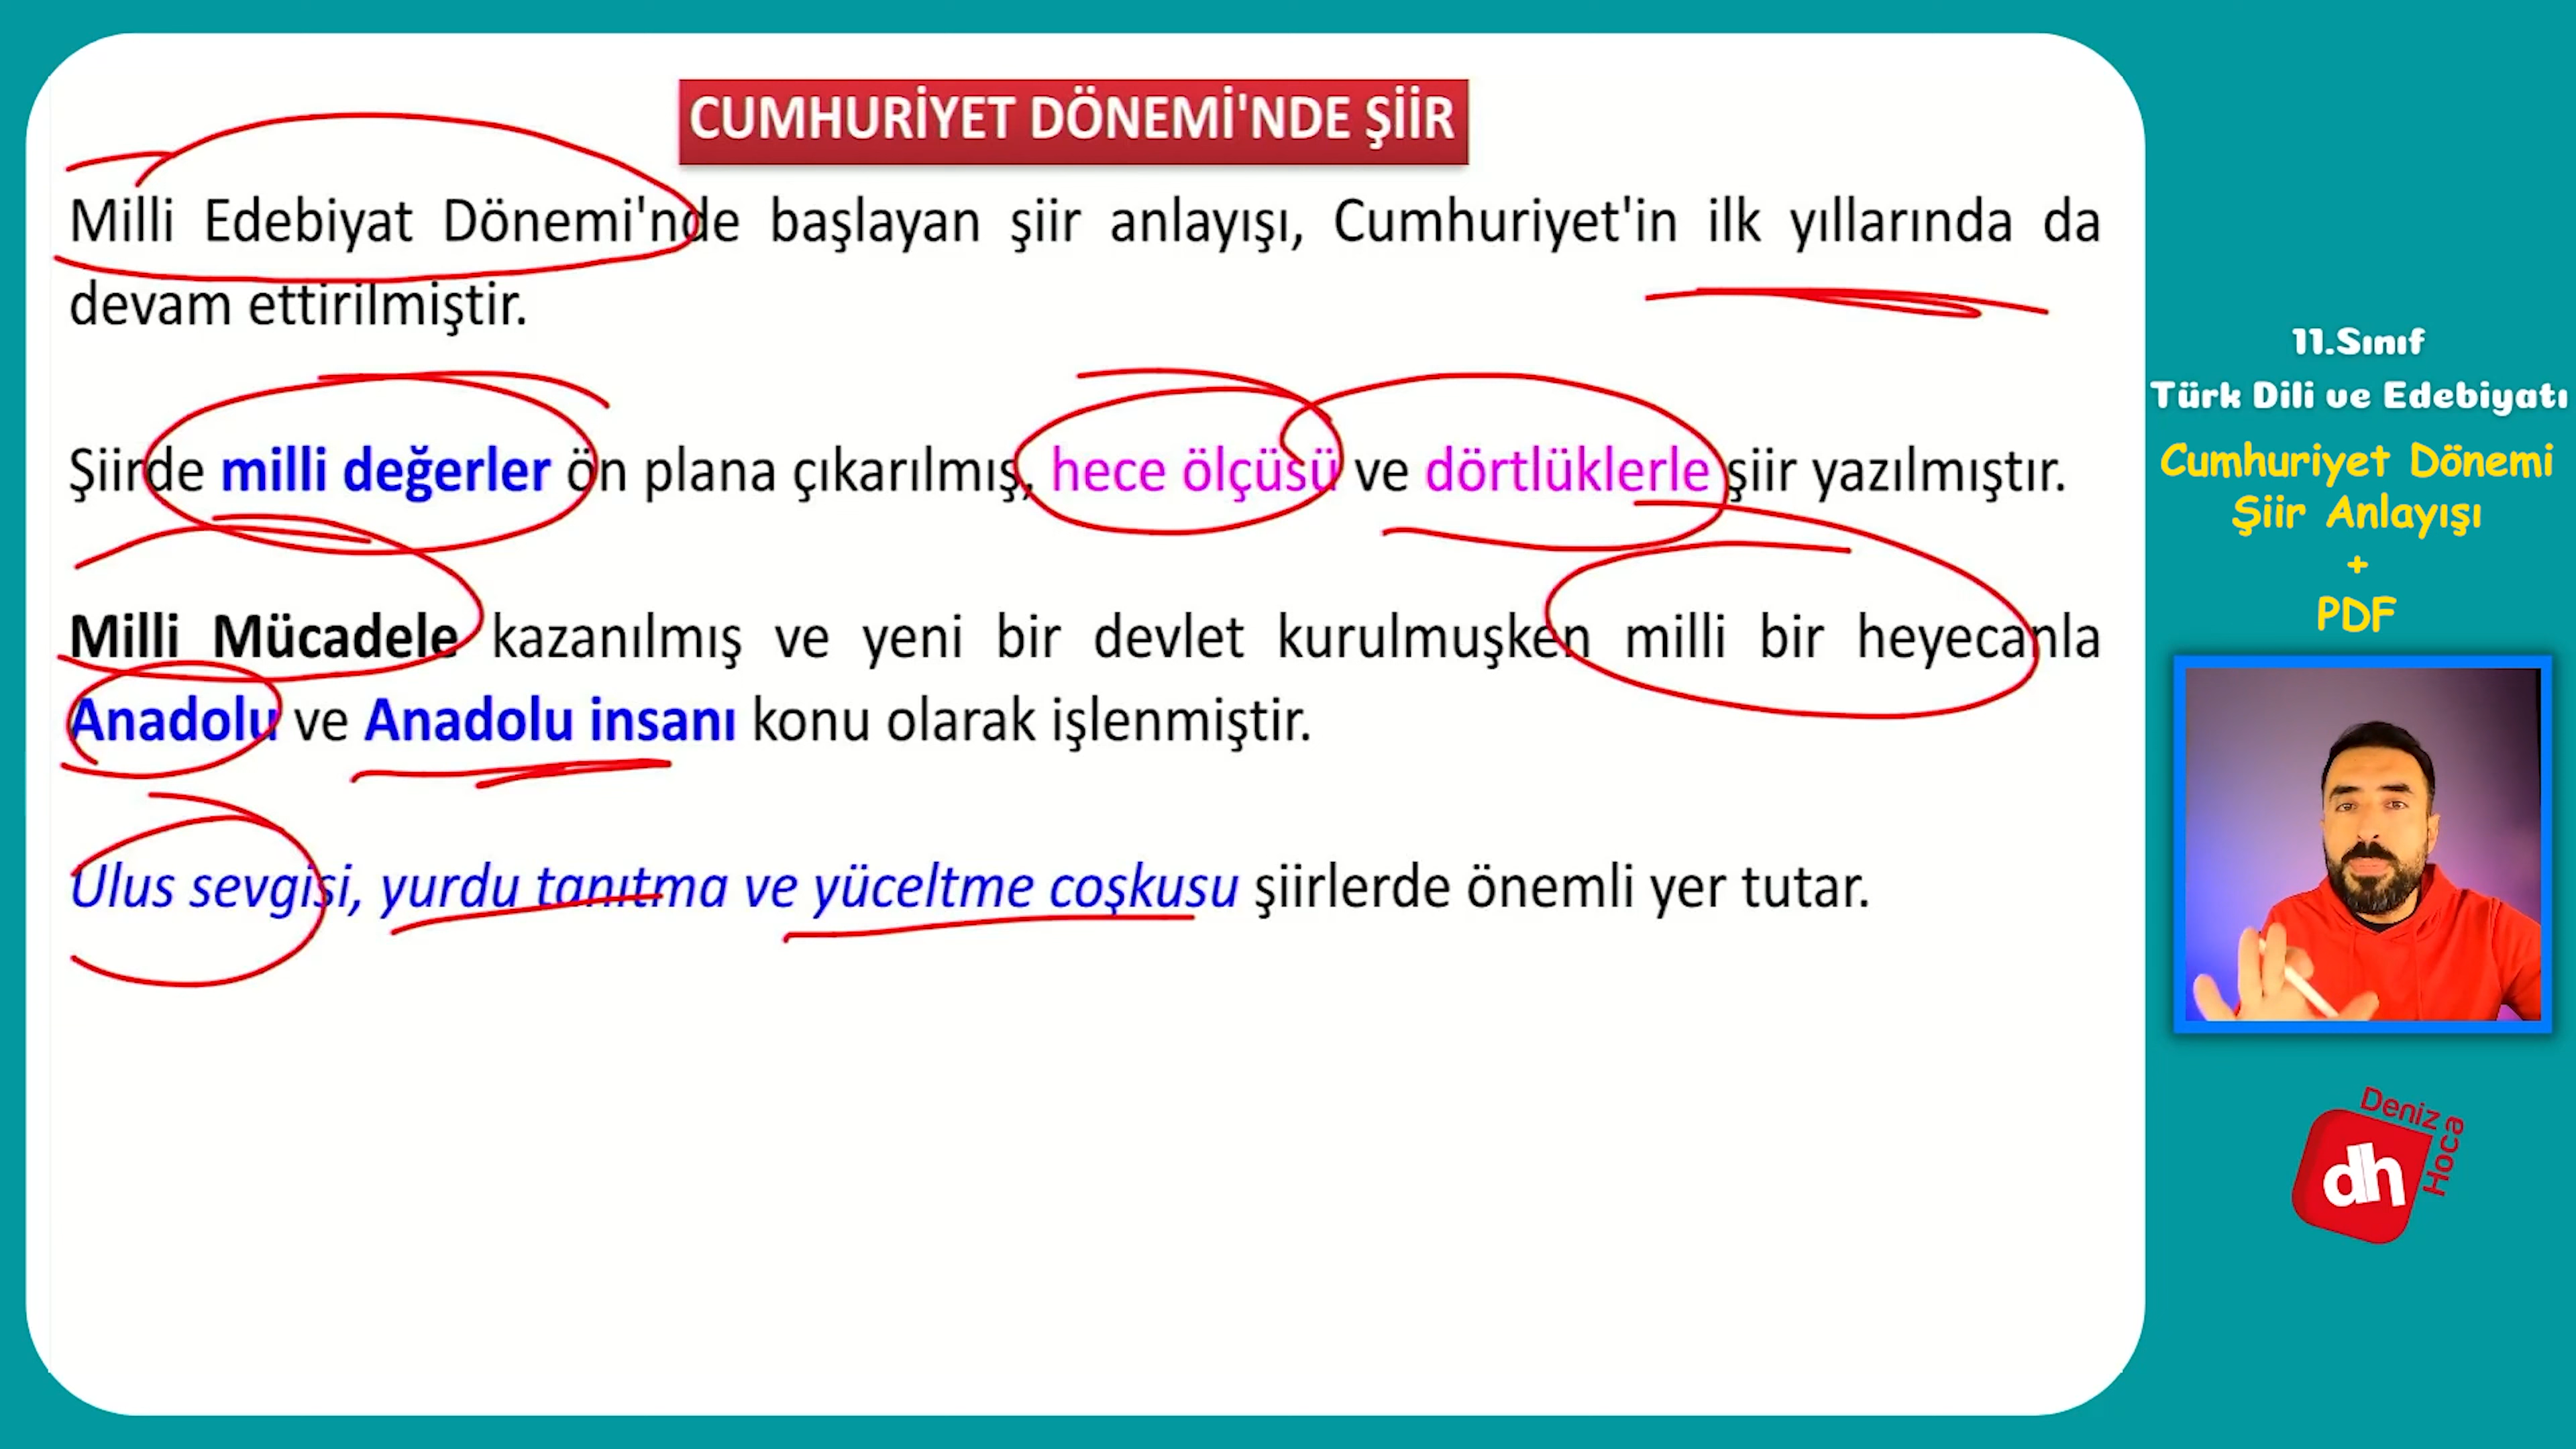 CUMHURİYET DÖNEMİ'NDE ŞİİR
Milli Edebiyat Dönemi'nde başlayan şiir anlayışı, Cumhuriyet'in ilk yıllarında da
devam ettirilmiştir.
Şiirde milli değerler ön plana çıkarılmış, hece ölçüsü ve dörtlüklerle şiir yazılmıştır.
Milli Mücadele kazanılmış ve yeni bir devlet kurulmuşken milli bir heyecanla
Anadolu ve Anadolu insanı konu olarak işlenmiştir.
Ulus sevgisi, yurdu tanıtma ve yüceltme coşkusu şiirlerde önemli yer tutar.
11.Sınıf
Türk Dili ve Edebiyatı
Cumhuriyet Dönemi
Şiir Anlayışı
+
PDF
Deniz
Hoca
dh